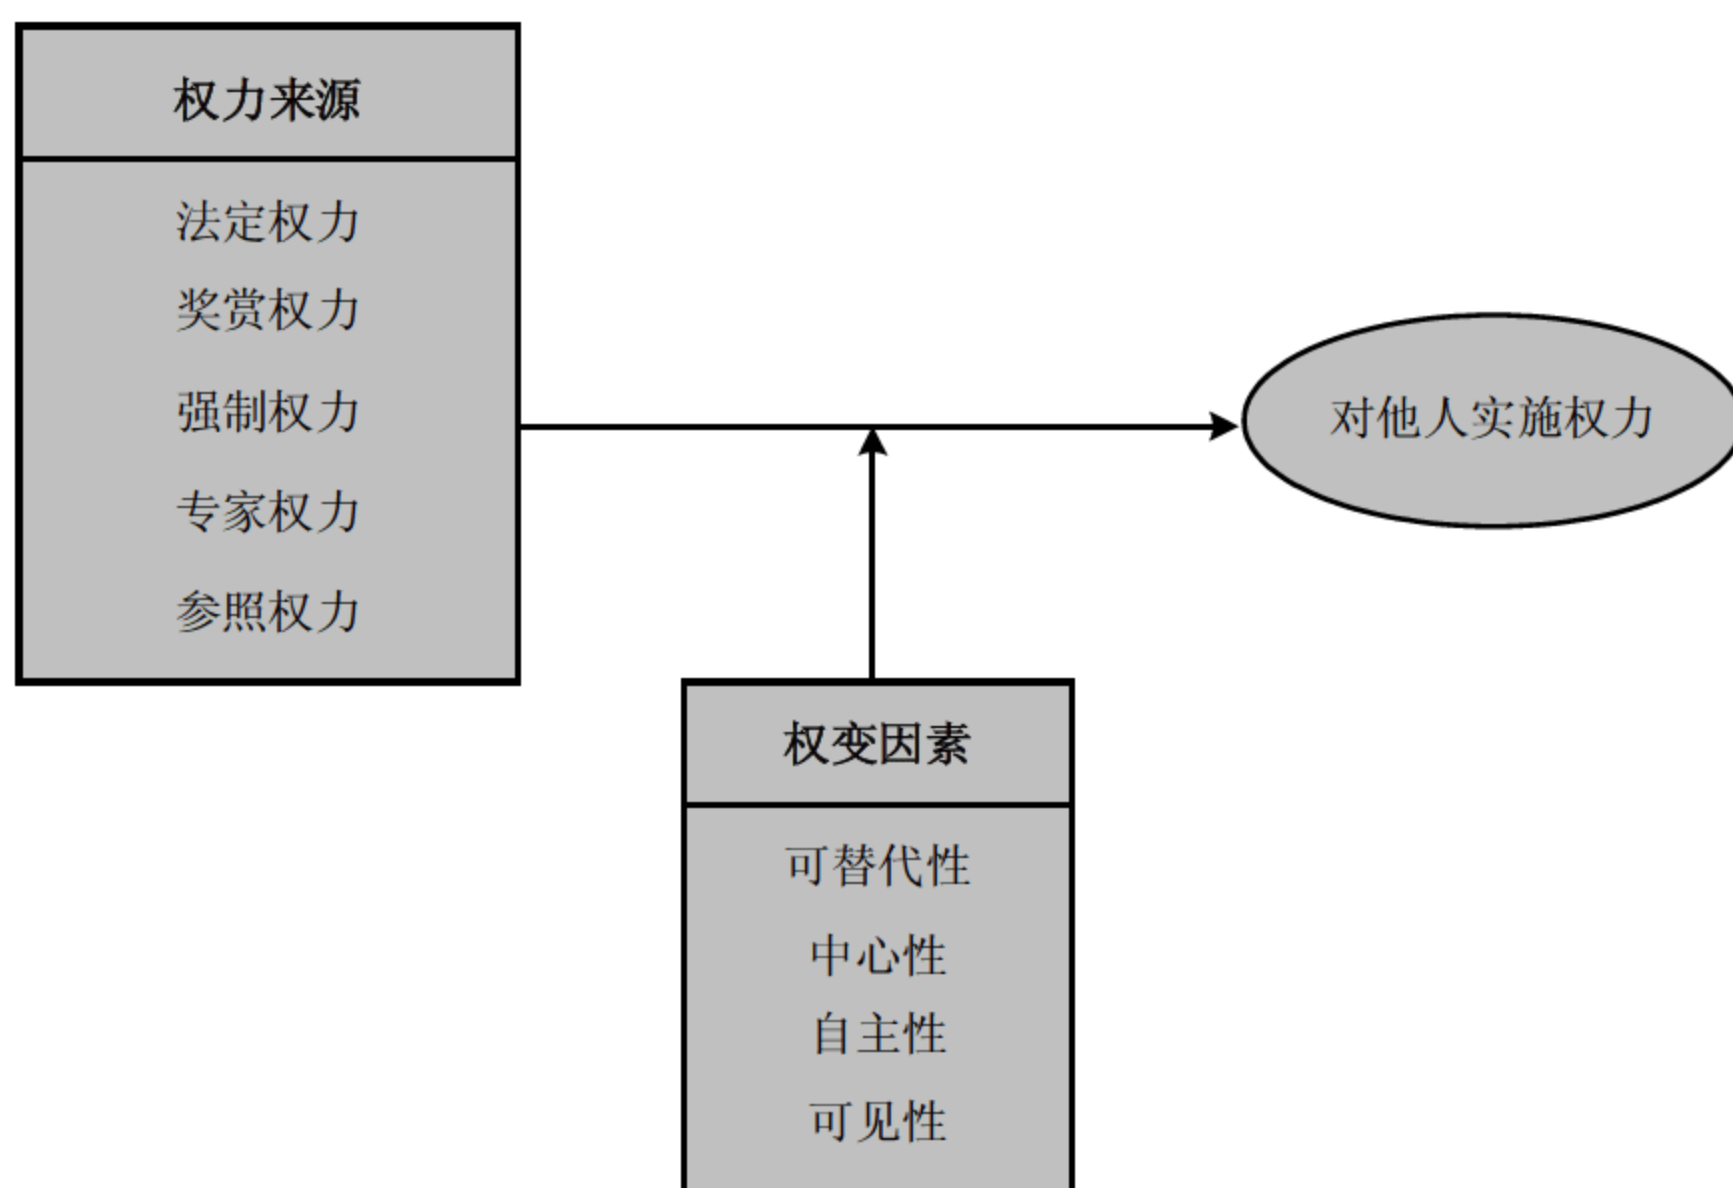 权力来源
法定权力
奖赏权力
强制权力
专家权力
参照权力
对他人实施权力
权变因素
可替代性
中心性
自主性
可见性